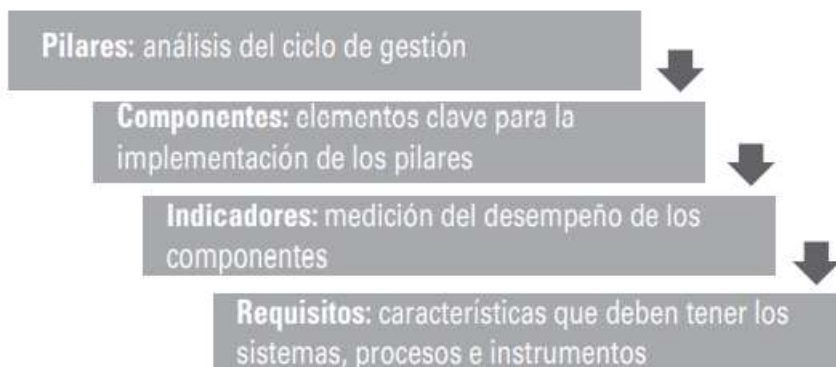 Pilares: análisis del ciclo de gestión
Componentes: elementos clave para la
implementación de los pilares
Indicadores: medición del desempeño de los
componentes
Requisitos: características que deben tener los
sistemas, procesos e instrumentos